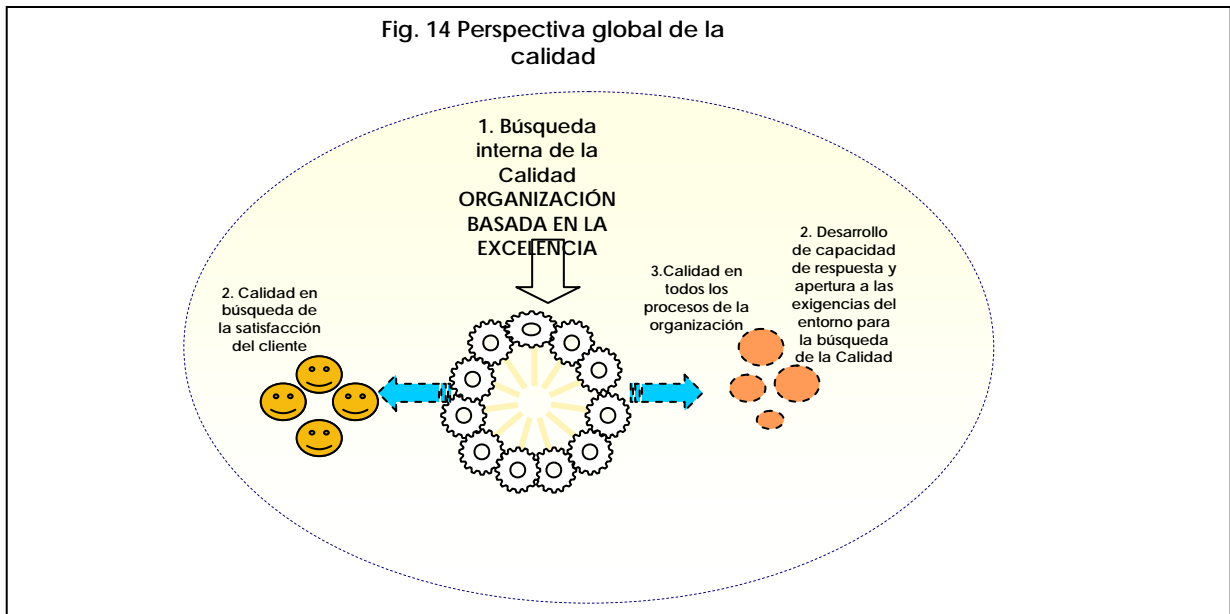 Fig. 14 Perspectiva global de la
calidad
1. Búsqueda
interna de la
Calidad
ORGANIZACIÓN
BASADA EN LA
EXCELENCIA
2. Calidad en
búsqueda de
la satisfacción
del cliente
3.Calidad en
todos los
procesos de la
organización
2. Desarrollo
de capacidad
de respuesta y
apertura a las
exigencias del
entorno para
la búsqueda
de la Calidad